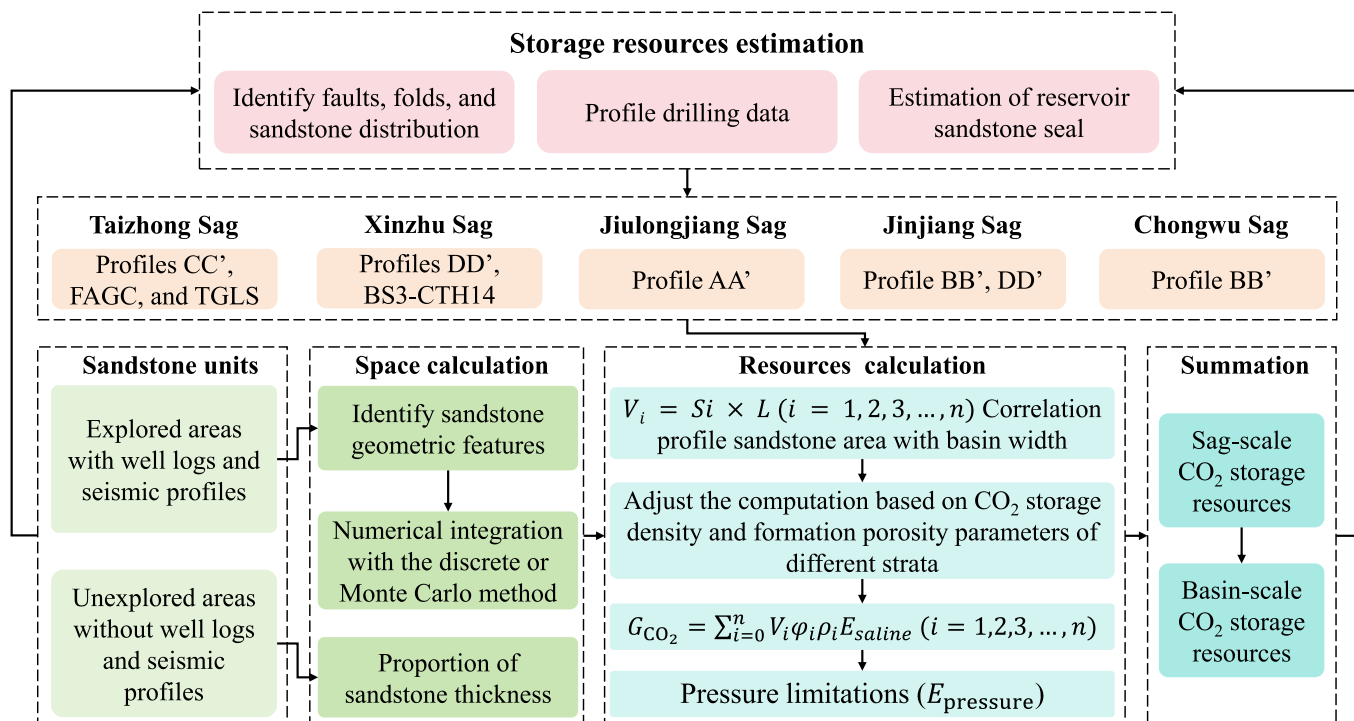 Storage resources estimation
Identify faults, folds, and
sandstone distribution
Profile drilling data
Estimation of reservoir
sandstone seal
Taizhong Sag
Profiles CC’,
FAGC, and TGLS
Xinzhu Sag
Profiles DD’,
BS3-CTH14
Jiulongjiang Sag
Profile AA’
Jinjiang Sag
Profile BB’, DD’
Chongwu Sag
Profile BB’
Sandstone units
Explored areas
with well logs and
seismic profiles
Unexplored areas
without well logs
and seismic
profiles
Space calculation
Identify sandstone
geometric features
Numerical integration
with the discrete or
Monte Carlo method
Proportion of
sandstone thickness
Resources calculation
V_i = Si × L (i = 1, 2, 3, ..., n) Correlation
profile sandstone area with basin width
Adjust the computation based on CO₂ storage
density and formation porosity parameters of
different strata
G_{CO₂} = ∑_{i=0}^{n} V_i φ_i ρ_i E_{saline} (i = 1,2,3, ..., n)
Pressure limitations (E_{pressure})
Summation
Sag-scale
CO₂ storage
resources
Basin-scale
CO₂ storage
resources